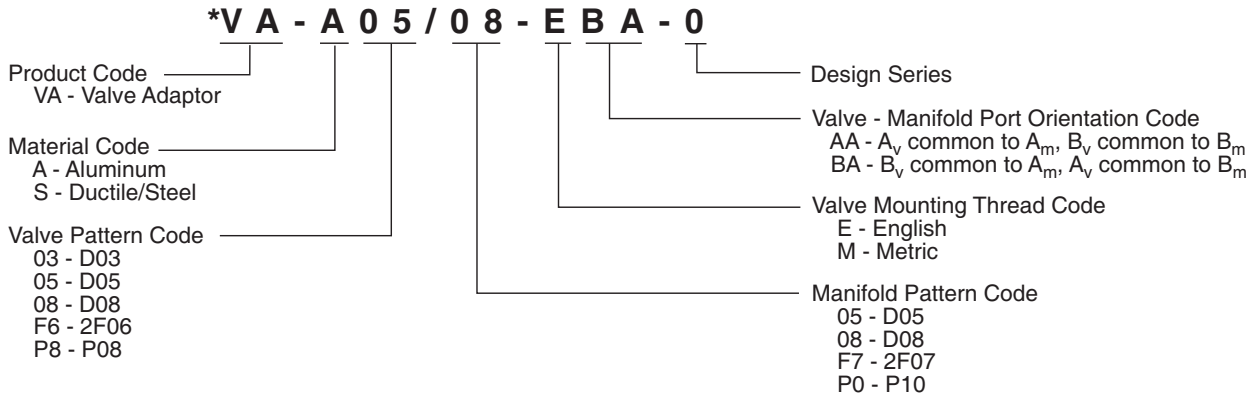 *VA-A05/08-EBA-0
Product Code
VA - Valve Adaptor
Material Code
A - Aluminum
S - Ductile/Steel
Valve Pattern Code
03 - D03
05 - D05
08 - D08
F6 - 2F06
P8 - P08
Design Series
Valve - Manifold Port Orientation Code
AA - Av common to Am, Bv common to Bm
BA - Bv common to Am, Av common to Bm
Valve Mounting Thread Code
E - English
M - Metric
Manifold Pattern Code
05 - D05
08 - D08
F7 - 2F07
P0 - P10